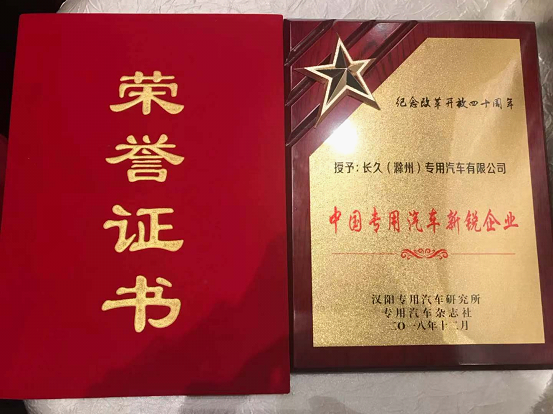 荣誉证书
纪念改革开放四十周年
授予：长久（滁州）专用汽车有限公司
中国专用汽车新锐企业
汉阳专用汽车研究所
专用汽车杂志社
二〇一八年十二月